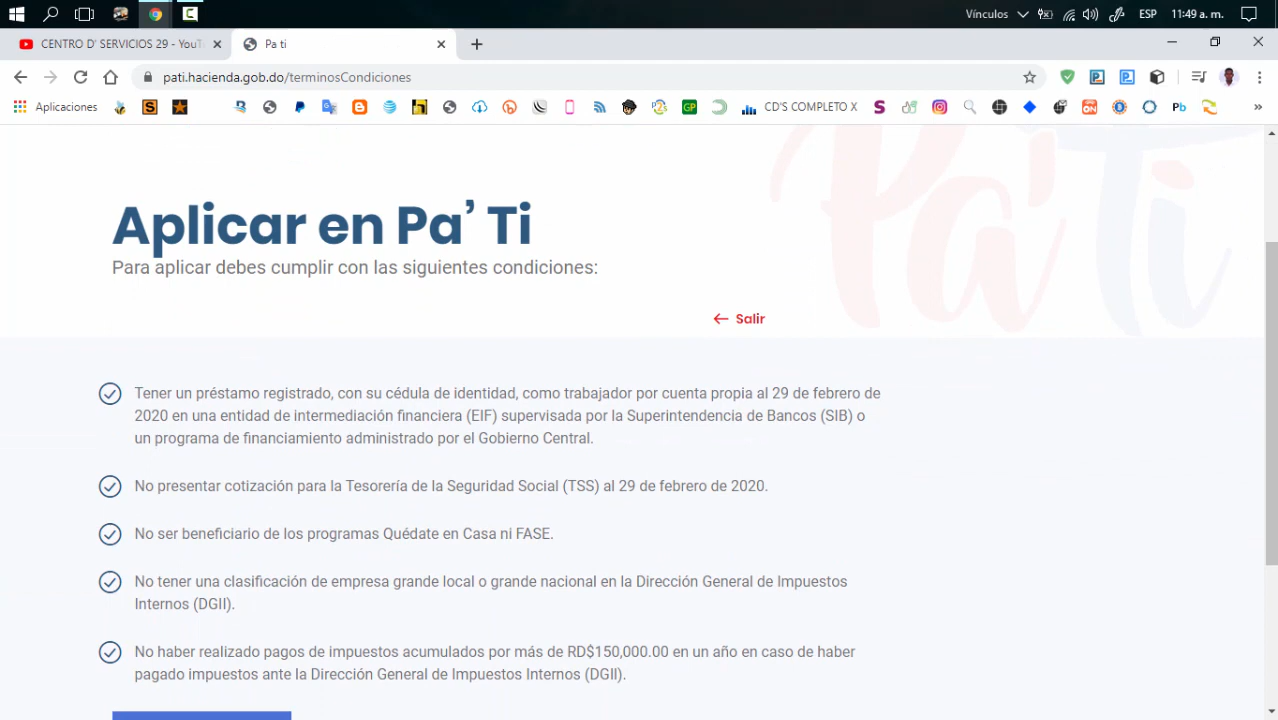 Vínculos ESP 11:49 a. m.
CENTRO D' SERVICIOS 29 - YouT
Pa ti
pati.hacienda.gob.do/terminosCondiciones
Aplicaciones
CD'S COMPLETO X
Pa' Ti
Aplicar en Pa' Ti
Para aplicar debes cumplir con las siguientes condiciones:
Salir
Tener un préstamo registrado, con su cédula de identidad, como trabajador por cuenta propia al 29 de febrero de
2020 en una entidad de intermediación financiera (EIF) supervisada por la Superintendencia de Bancos (SIB) o
un programa de financiamiento administrado por el Gobierno Central.
No presentar cotización para la Tesorería de la Seguridad Social (TSS) al 29 de febrero de 2020.
No ser beneficiario de los programas Quédate en Casa ni FASE.
No tener una clasificación de empresa grande local o grande nacional en la Dirección General de Impuestos
Internos (DGII).
No haber realizado pagos de impuestos acumulados por más de RD$150,000.00 en un año en caso de haber
pagado impuestos ante la Dirección General de Impuestos Internos (DGII).